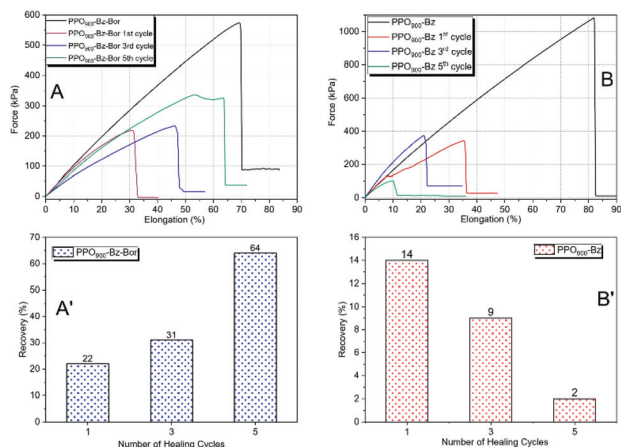 A
PPO900-Bz-Bor
PPO900-Bz-Bor 1st cycle
PPO900-Bz-Bor 3rd cycle
PPO900-Bz-Bor 5th cycle
Force (kPa)
600
500
400
300
200
100
0
0 10 20 30 40 50 60 70 80 90
Elongation (%)
B
PPO900-Bz
PPO900-Bz 1st cycle
PPO900-Bz 3rd cycle
PPO900-Bz 5th cycle
Force (kPa)
1000
800
600
400
200
0
0 10 20 30 40 50 60 70 80 90
Elongation (%)
A'
PPO900-Bz-Bor
Recovery (%)
70
60
50
40
30
20
10
0
22
31
64
1 3 5
Number of Healing Cycles
B'
PPO900-Bz
Recovery (%)
16
14
12
10
8
6
4
2
0
14
9
2
1 3 5
Number of Healing Cycles